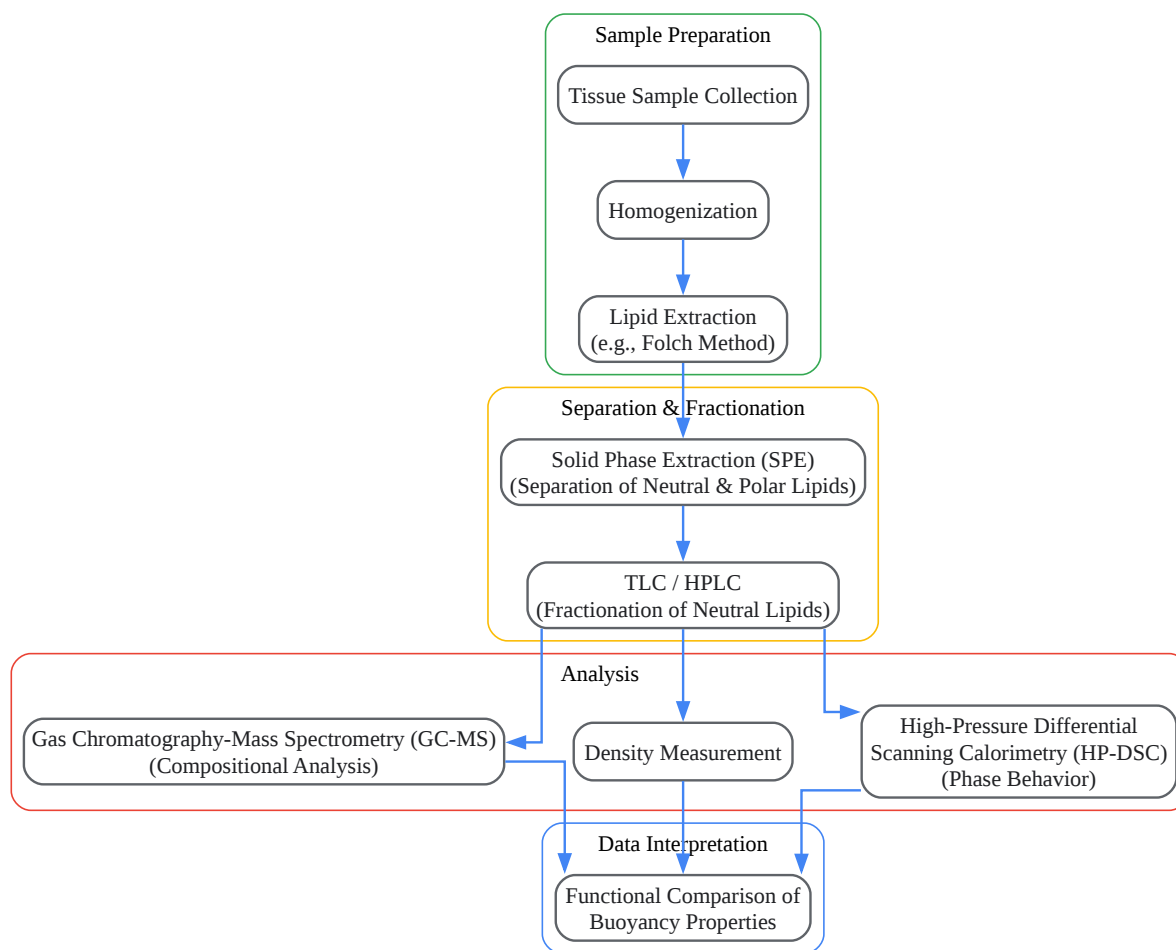 Sample Preparation
Tissue Sample Collection
Homogenization
Lipid Extraction
(e.g., Folch Method)
Separation & Fractionation
Solid Phase Extraction (SPE)
(Separation of Neutral & Polar Lipids)
TLC / HPLC
(Fractionation of Neutral Lipids)
Analysis
Gas Chromatography-Mass Spectrometry (GC-MS)
(Compositional Analysis)
Density Measurement
High-Pressure Differential
Scanning Calorimetry (HP-DSC)
(Phase Behavior)
Data Interpretation
Functional Comparison of
Buoyancy Properties